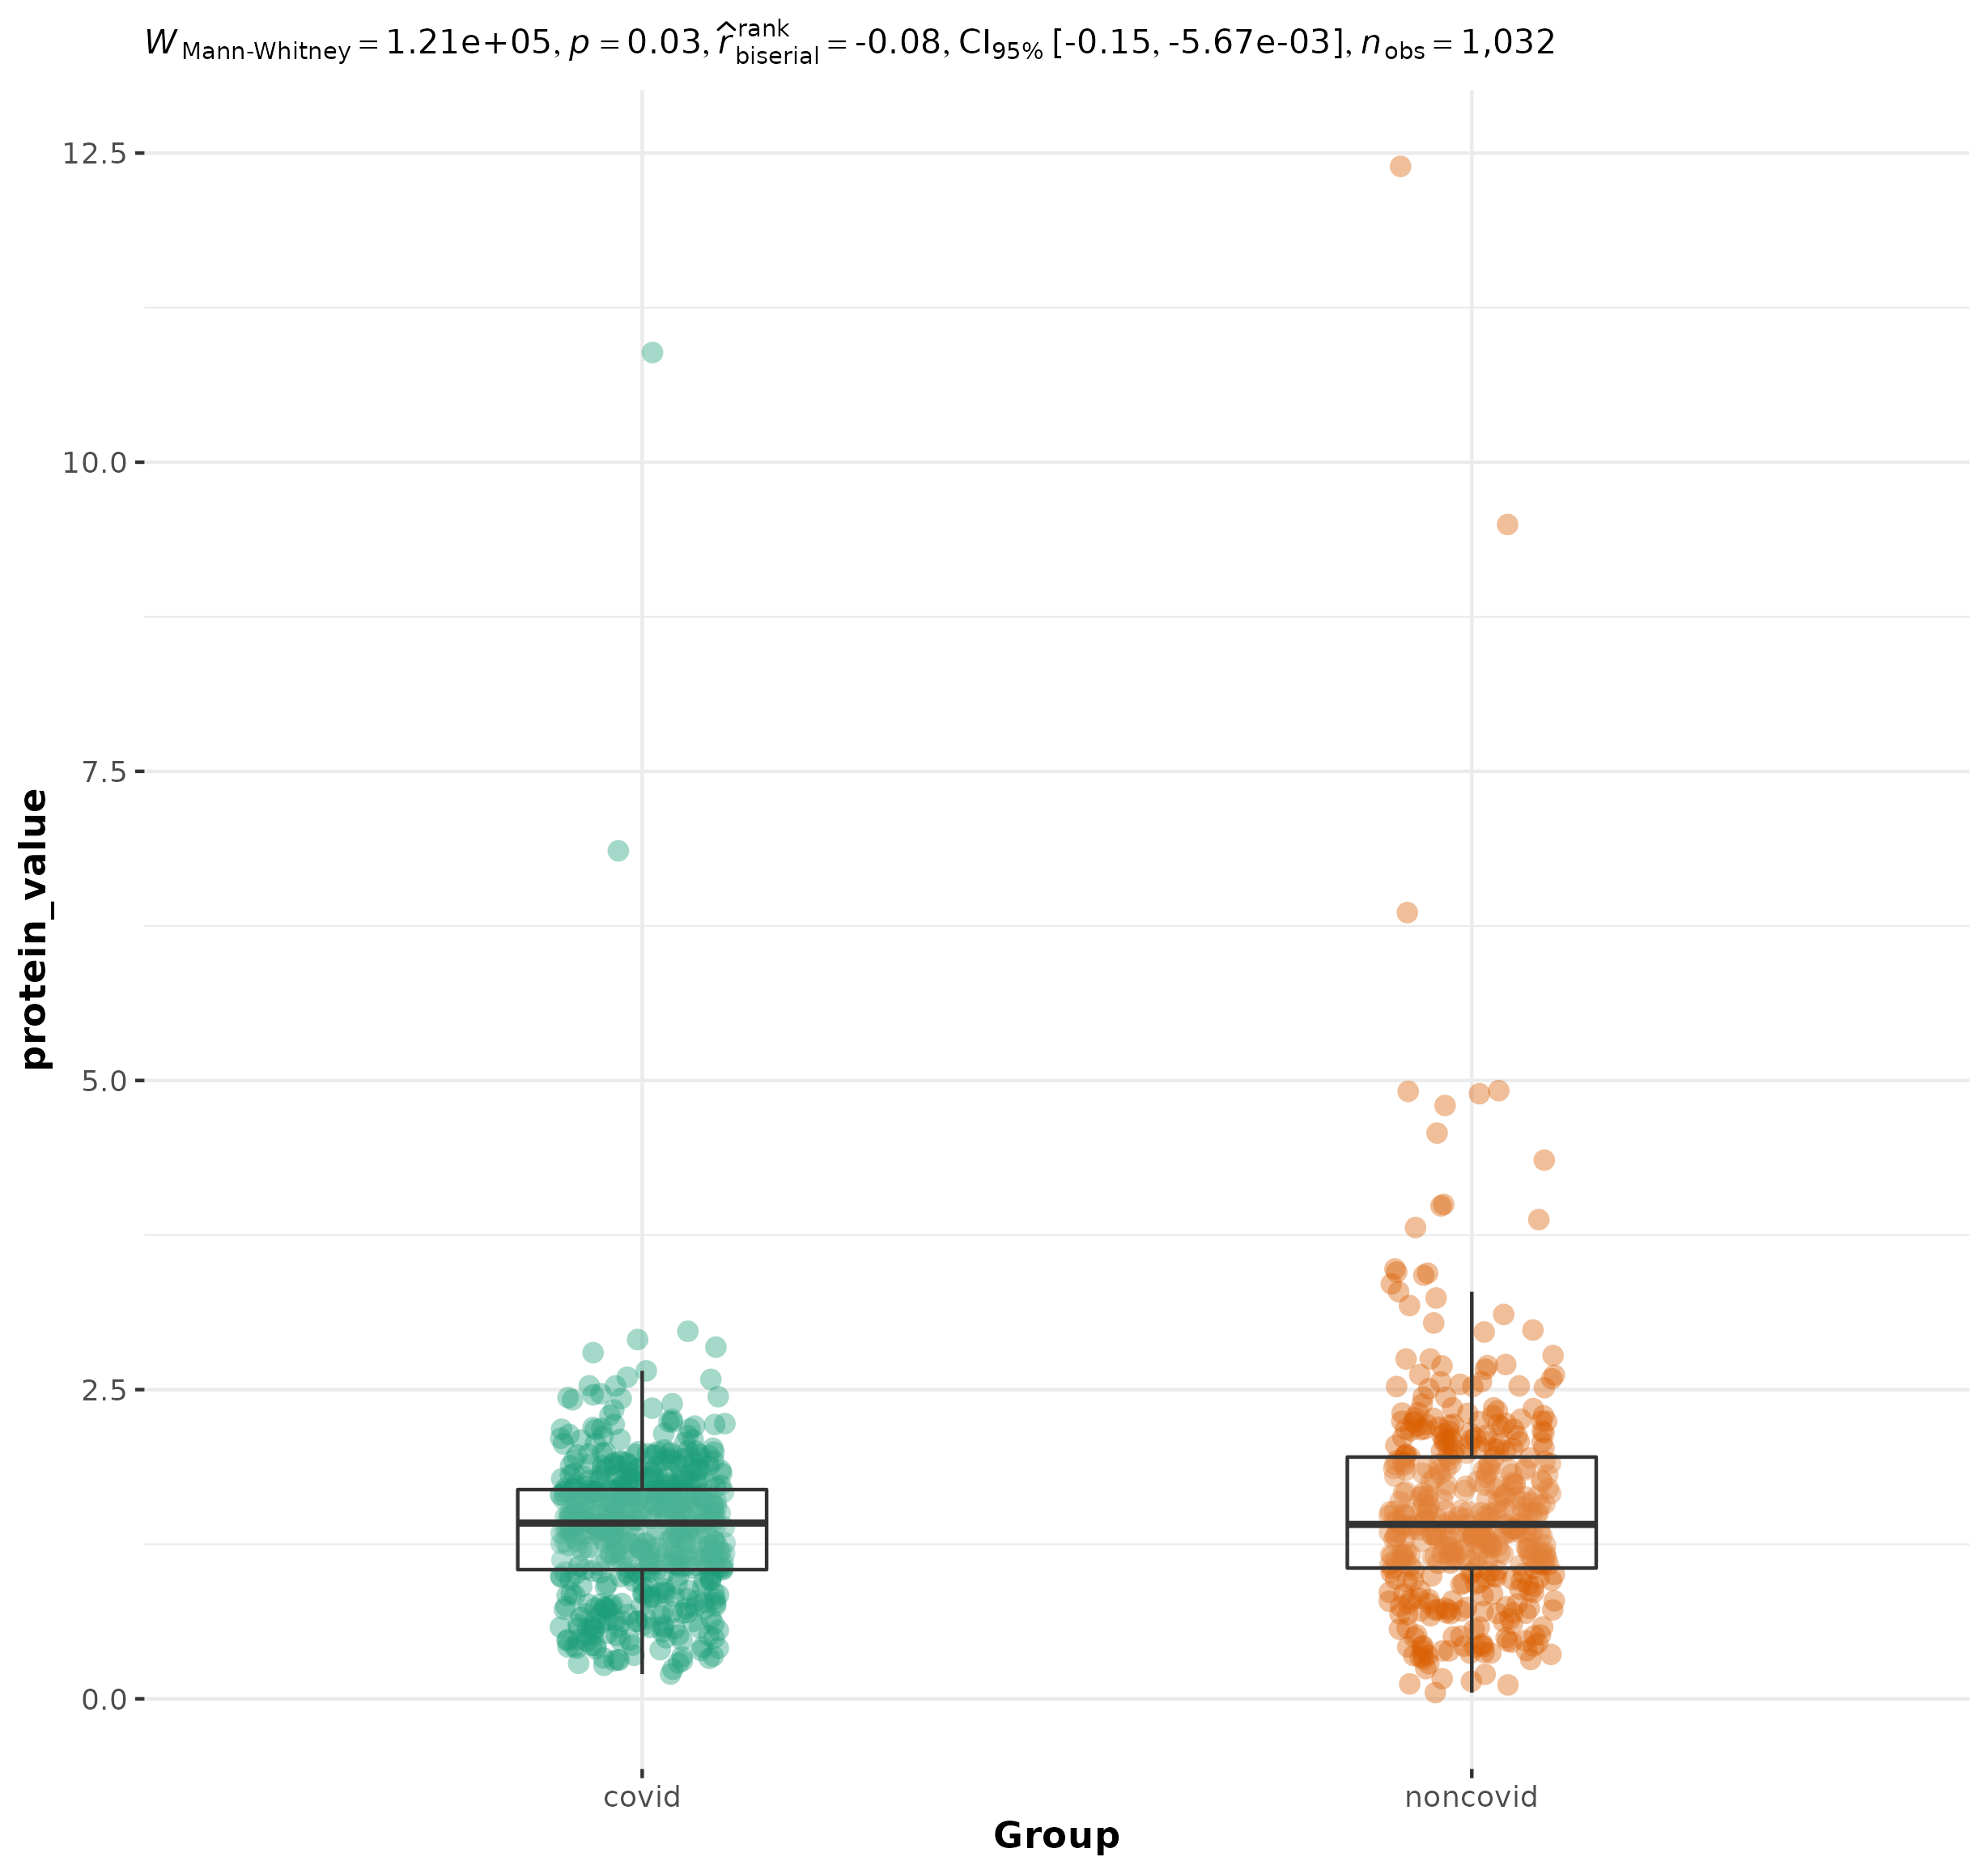 W Mann-Whitney = 1.21e+05, p = 0.03, r̂ rank biserial = -0.08, CI95% [-0.15, -5.67e-03], nobs = 1,032
12.5
10.0
7.5
5.0
2.5
0.0
protein_value
covid
noncovid
Group